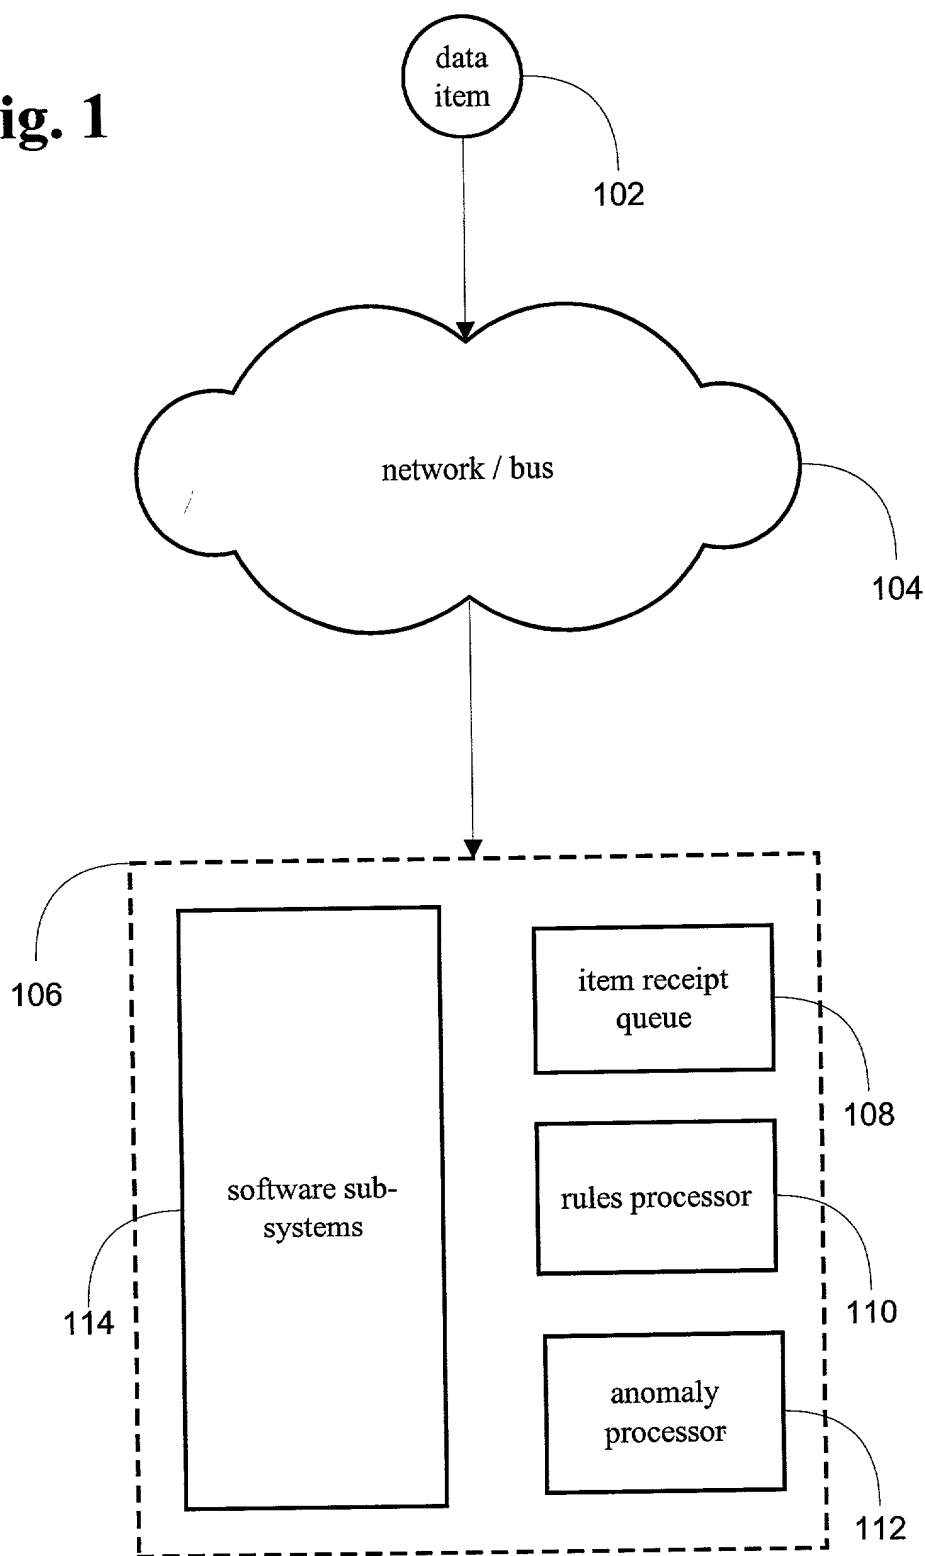 data
item
ig. 1
102
network / bus
104
106
item receipt
queue
108
software sub-
systems
rules processor
114
110
anomaly
processor
112